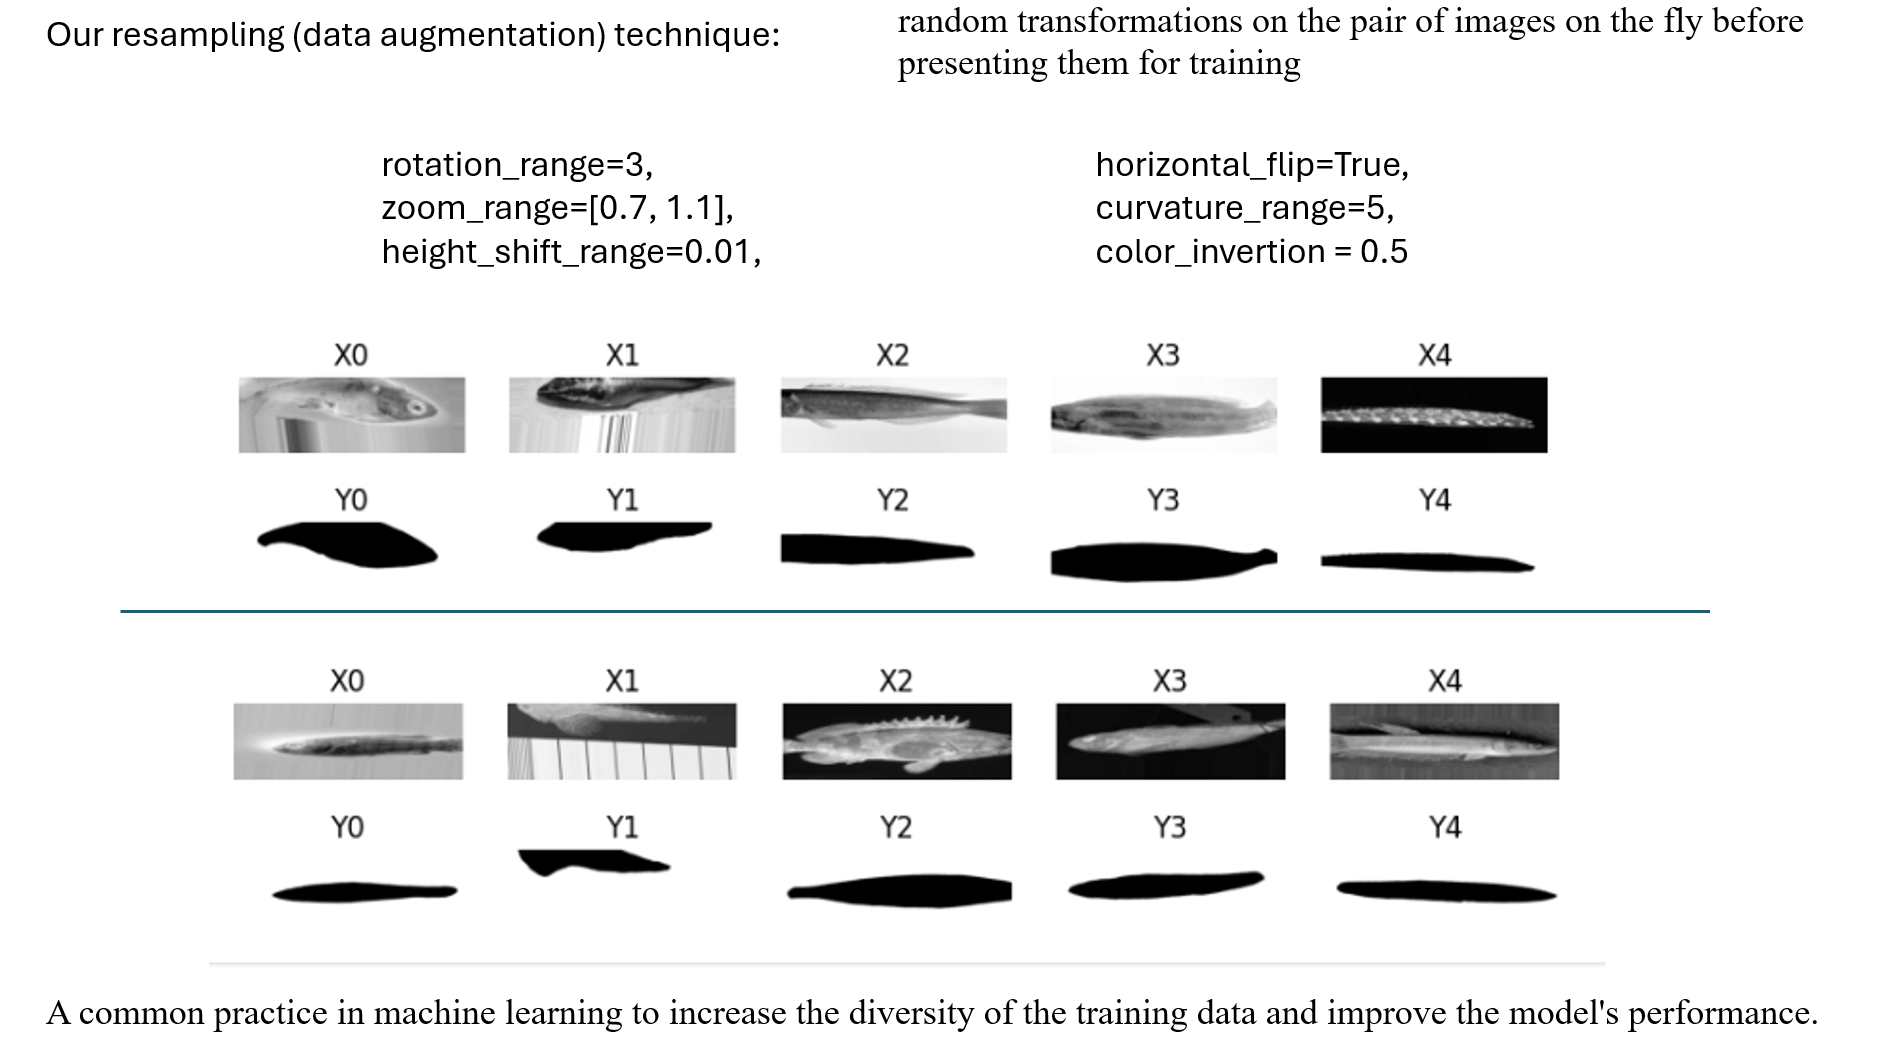 Our resampling (data augmentation) technique:
random transformations on the pair of images on the fly before
presenting them for training
rotation_range=3,
zoom_range=[0.7, 1.1],
height_shift_range=0.01,
horizontal_flip=True,
curvature_range=5,
color_invertion = 0.5
X0 X1 X2 X3 X4
Y0 Y1 Y2 Y3 Y4
X0 X1 X2 X3 X4
Y0 Y1 Y2 Y3 Y4
A common practice in machine learning to increase the diversity of the training data and improve the model's performance.